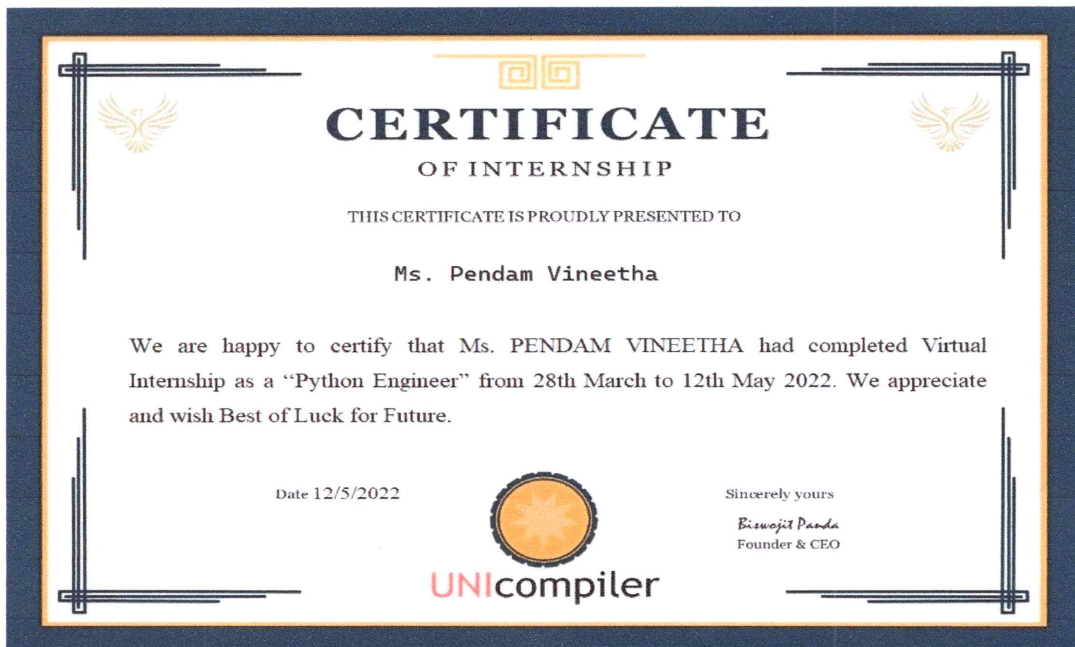 CERTIFICATE
OF INTERNSHIP
THIS CERTIFICATE IS PROUDLY PRESENTED TO
Ms. Pendam Vineetha
We are happy to certify that Ms. PENDAM VINEETHA had completed Virtual
Internship as a “Python Engineer” from 28th March to 12th May 2022. We appreciate
and wish Best of Luck for Future.
Date 12/5/2022
Sincerely yours
Biswojit Panda
Founder & CEO
UNIcompiler